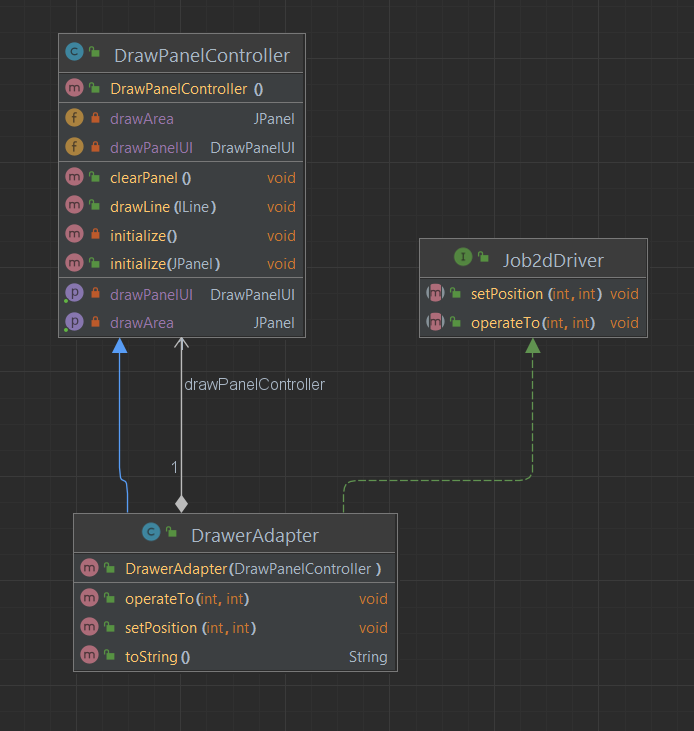 C DrawPanelController
m DrawPanelController ()
f drawArea JPanel
f drawPanelUI DrawPanelUI
m clearPanel () void
m drawLine (ILine) void
m initialize() void
m initialize(JPanel) void
p drawPanelUI DrawPanelUI
p drawArea JPanel
I Job2dDriver
m setPosition (int, int) void
m operateTo(int, int) void
drawPanelController
1
C DrawerAdapter
m DrawerAdapter(DrawPanelController )
m operateTo(int, int) void
m setPosition (int, int) void
m toString() String